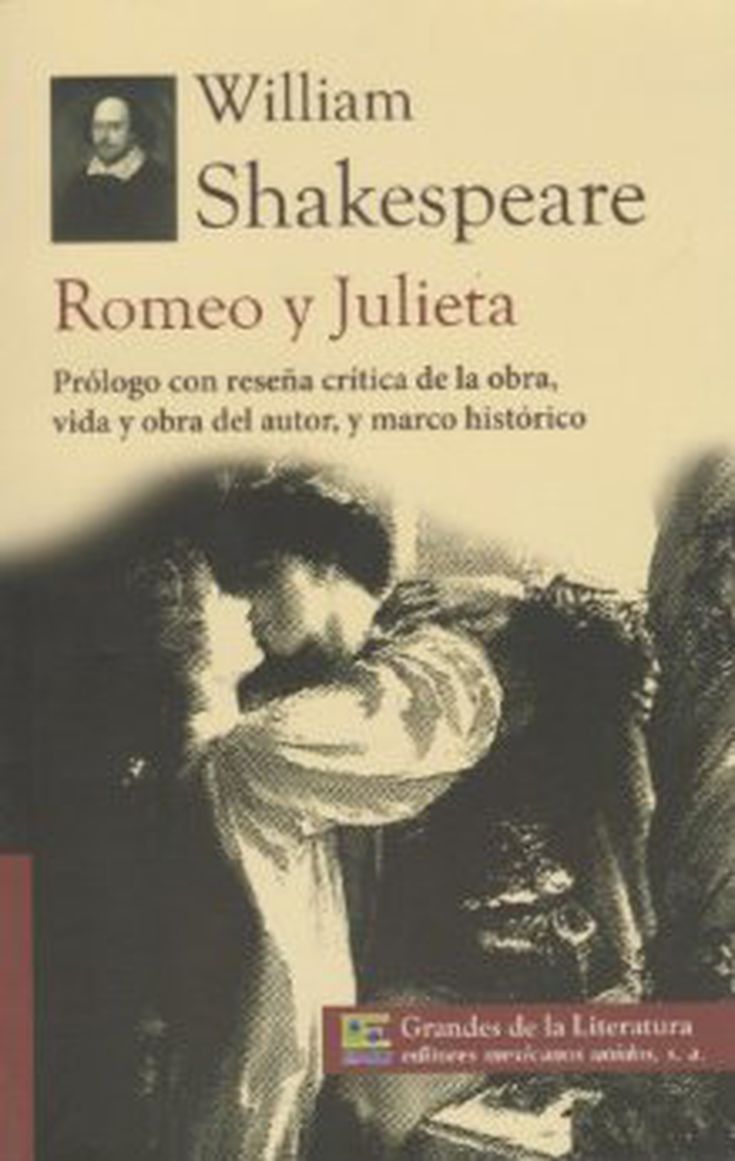 William
Shakespeare
Romeo y Julieta
Prólogo con reseña crítica de la obra,
vida y obra del autor, y marco histórico
Grandes de la Literatura
editores mexicanos unidos, s. a.